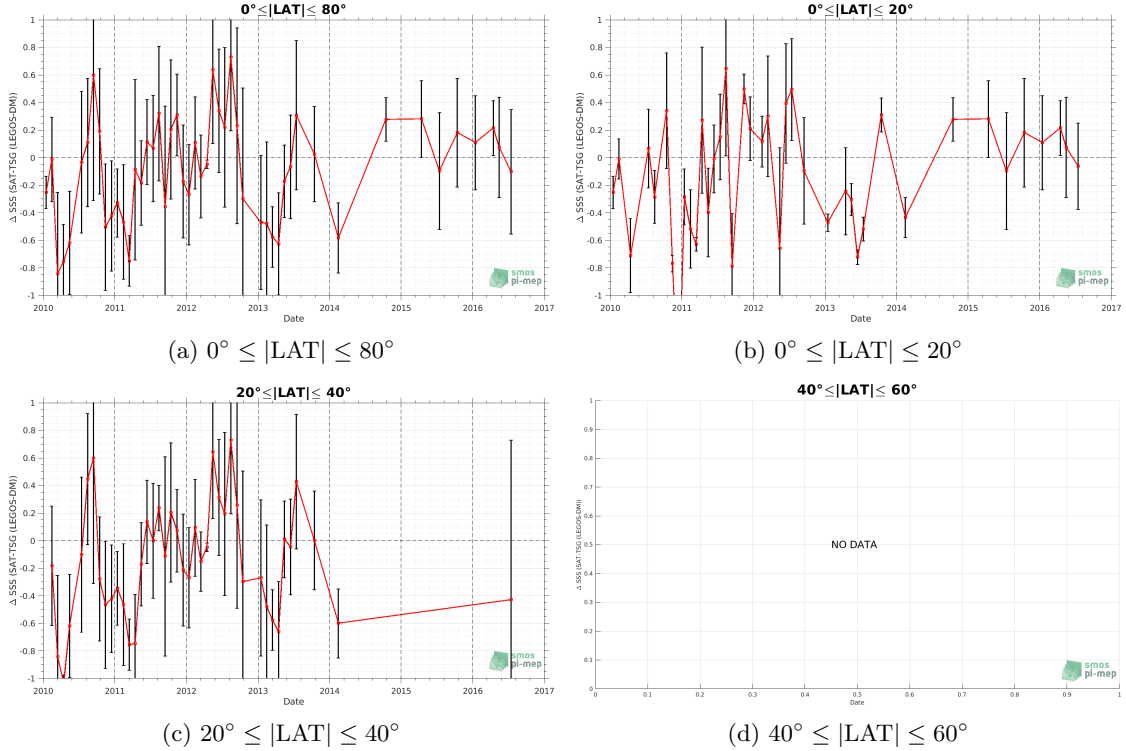 0°≤|LAT|≤ 80°
Δ SSS (SAT-TSG (LEGOS-DM))
1
0.8
0.6
0.4
0.2
0
-0.2
-0.4
-0.6
-0.8
-1
2010 2011 2012 2013 2014 2015 2016 2017
Date
smos
pi-mep
(a) 0° ≤ |LAT| ≤ 80°
0°≤|LAT|≤ 20°
Δ SSS (SAT-TSG (LEGOS-DM))
1
0.8
0.6
0.4
0.2
0
-0.2
-0.4
-0.6
-0.8
-1
2010 2011 2012 2013 2014 2015 2016 2017
Date
smos
pi-mep
(b) 0° ≤ |LAT| ≤ 20°
20°≤|LAT|≤ 40°
Δ SSS (SAT-TSG (LEGOS-DM))
1
0.8
0.6
0.4
0.2
0
-0.2
-0.4
-0.6
-0.8
-1
2010 2011 2012 2013 2014 2015 2016 2017
Date
smos
pi-mep
(c) 20° ≤ |LAT| ≤ 40°
40°≤|LAT|≤ 60°
Δ SSS (SAT-TSG (LEGOS-DM))
1
0.9
0.8
0.7
0.6
0.5
0.4
0.3
0.2
0.1
0
NO DATA
0 0.1 0.2 0.3 0.4 0.5 0.6 0.7 0.8 0.9 1
Date
smos
pi-mep
(d) 40° ≤ |LAT| ≤ 60°